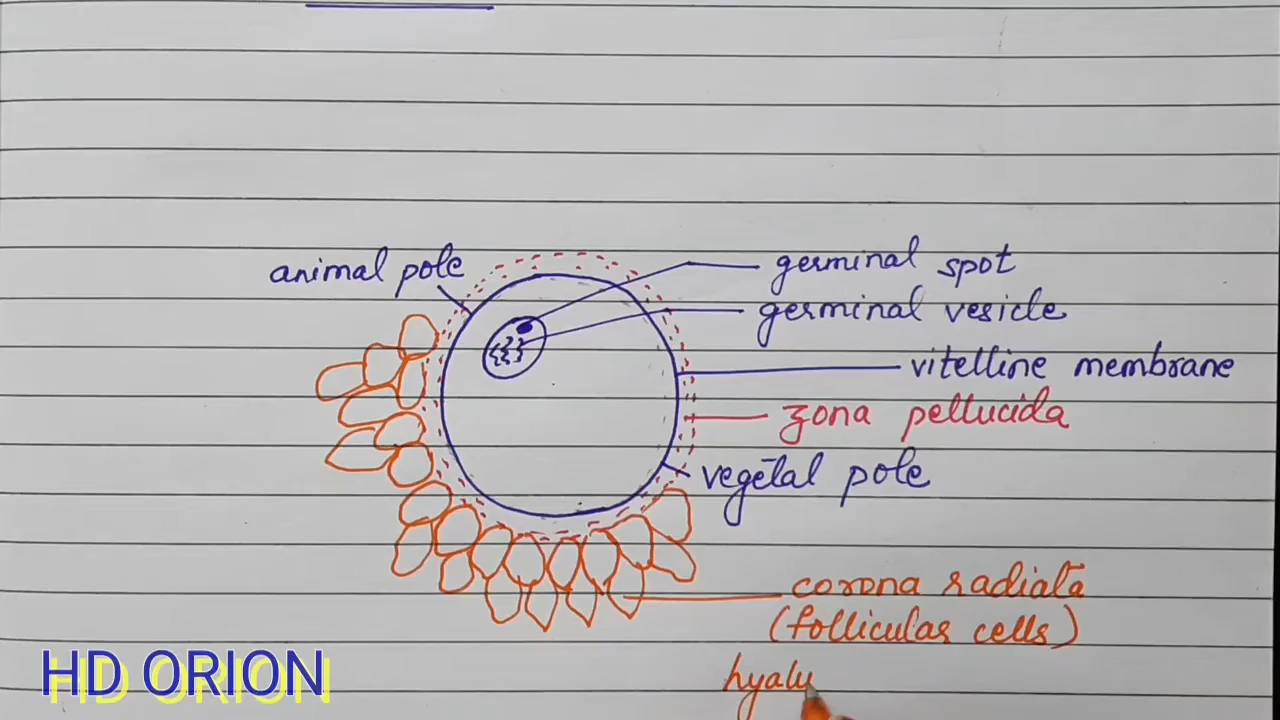 animal pole
germinal spot
germinal vesicle
vitelline membrane
zona pellucida
vegetal pole
corona radiata
(follicular cells)
hyalu
HD ORION